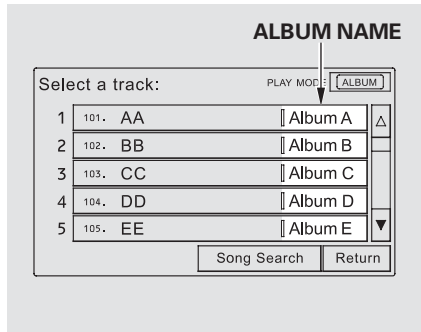 ALBUM NAME
Select a track: PLAY MODE [ALBUM]
1 101. AA Album A
2 102. BB Album B
3 103. CC Album C
4 104. DD Album D
5 105. EE Album E
Song Search Return